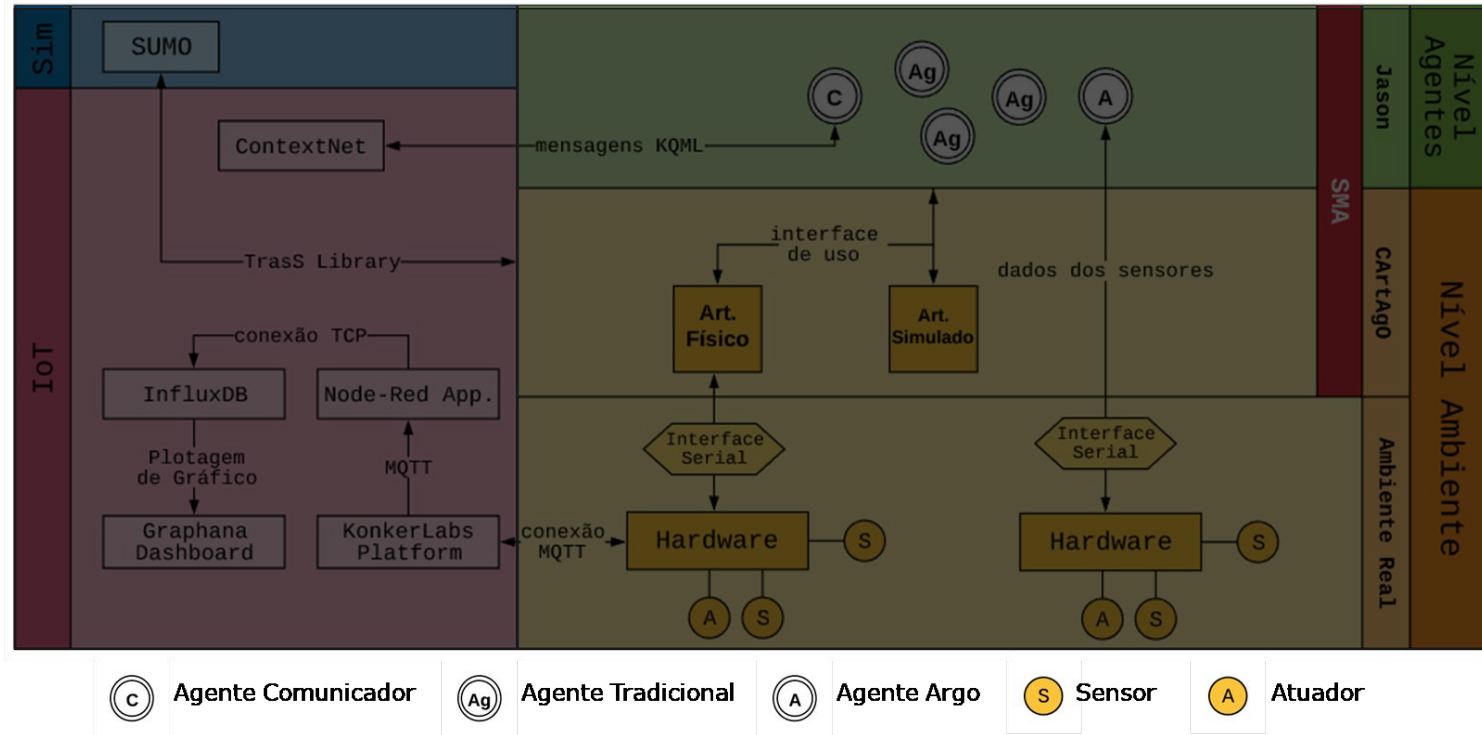 Sim
SUMO
IoT
ContextNet
mensagens KQML
TrasS Library
conexão TCP
InfluxDB
Node-Red App.
Plotagem
de Gráfico
MQTT
Graphana
Dashboard
KonkerLabs
Platform
conexão
MQTT
C
Ag
Ag
Ag
A
interface
de uso
dados dos sensores
Art.
Físico
Art.
Simulado
Interface
Serial
Interface
Serial
Hardware
S
A
S
Hardware
S
A
S
SMA
Jason
CArtAgO
Ambiente Real
Nível
Agentes
Nível Ambiente
C Agente Comunicador
Ag Agente Tradicional
A Agente Argo
S Sensor
A Atuador